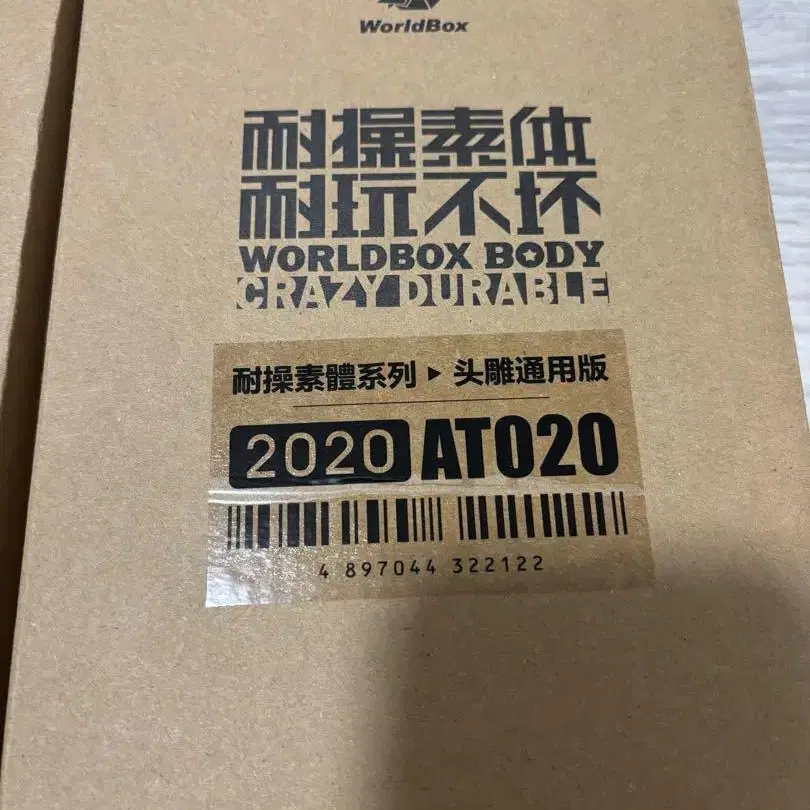 WorldBox
耐操素体
耐玩不坏
WORLDBOX BODY
CRAZY DURABLE
耐操素體系列 ▶ 头雕通用版
2020 AT020
4 897044 322122